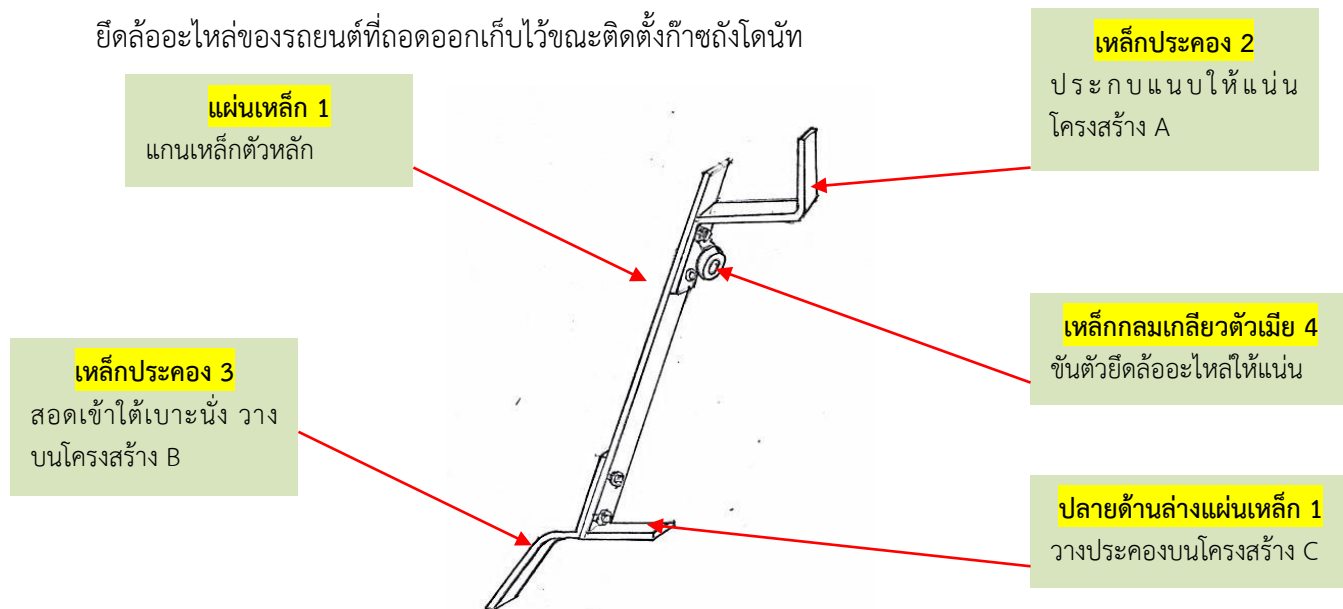 ยึดล้ออะไหล่ของรถยนต์ที่ถอดออกเก็บไว้ขณะติดตั้งก๊าซถังโดนัท
เหล็กประคอง 2
ประกบแนบให้แน่น
โครงสร้าง A
แผ่นเหล็ก 1
แกนเหล็กตัวหลัก
เหล็กกลมเกลียวตัวเมีย 4
ขันตัวยึดล้ออะไหล่ให้แน่น
เหล็กประคอง 3
สอดเข้าใต้เบาะนั่ง วาง
บนโครงสร้าง B
ปลายด้านล่างแผ่นเหล็ก 1
วางประคองบนโครงสร้าง C